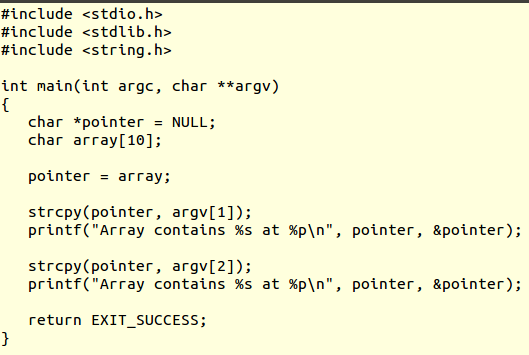 #include <stdio.h>
#include <stdlib.h>
#include <string.h>

int main(int argc, char **argv)
{
   char *pointer = NULL;
   char array[10];

   pointer = array;

   strcpy(pointer, argv[1]);
   printf("Array contains %s at %p\n", pointer, &pointer);

   strcpy(pointer, argv[2]);
   printf("Array contains %s at %p\n", pointer, &pointer);

   return EXIT_SUCCESS;
}